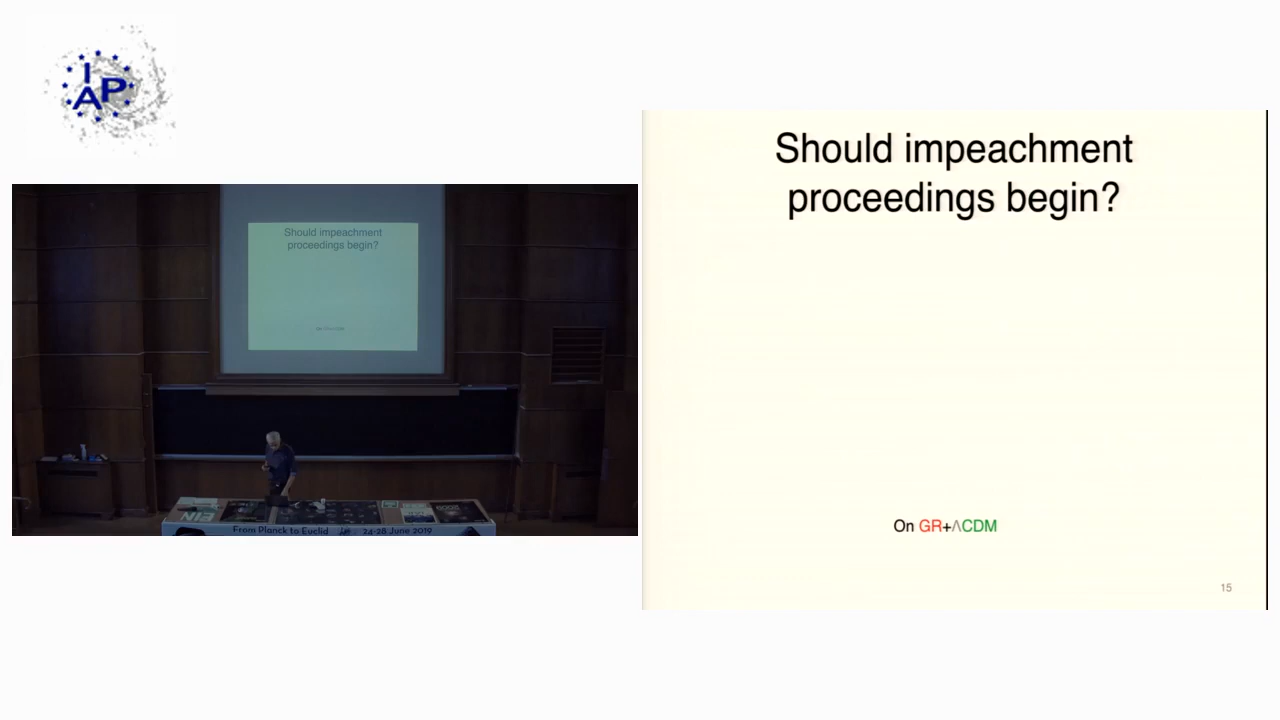 I
AP
Should impeachment
proceedings begin?
On GR+ΛCDM
15
Should impeachment
proceedings begin?
From Planck to Euclid
24-28 June 2019